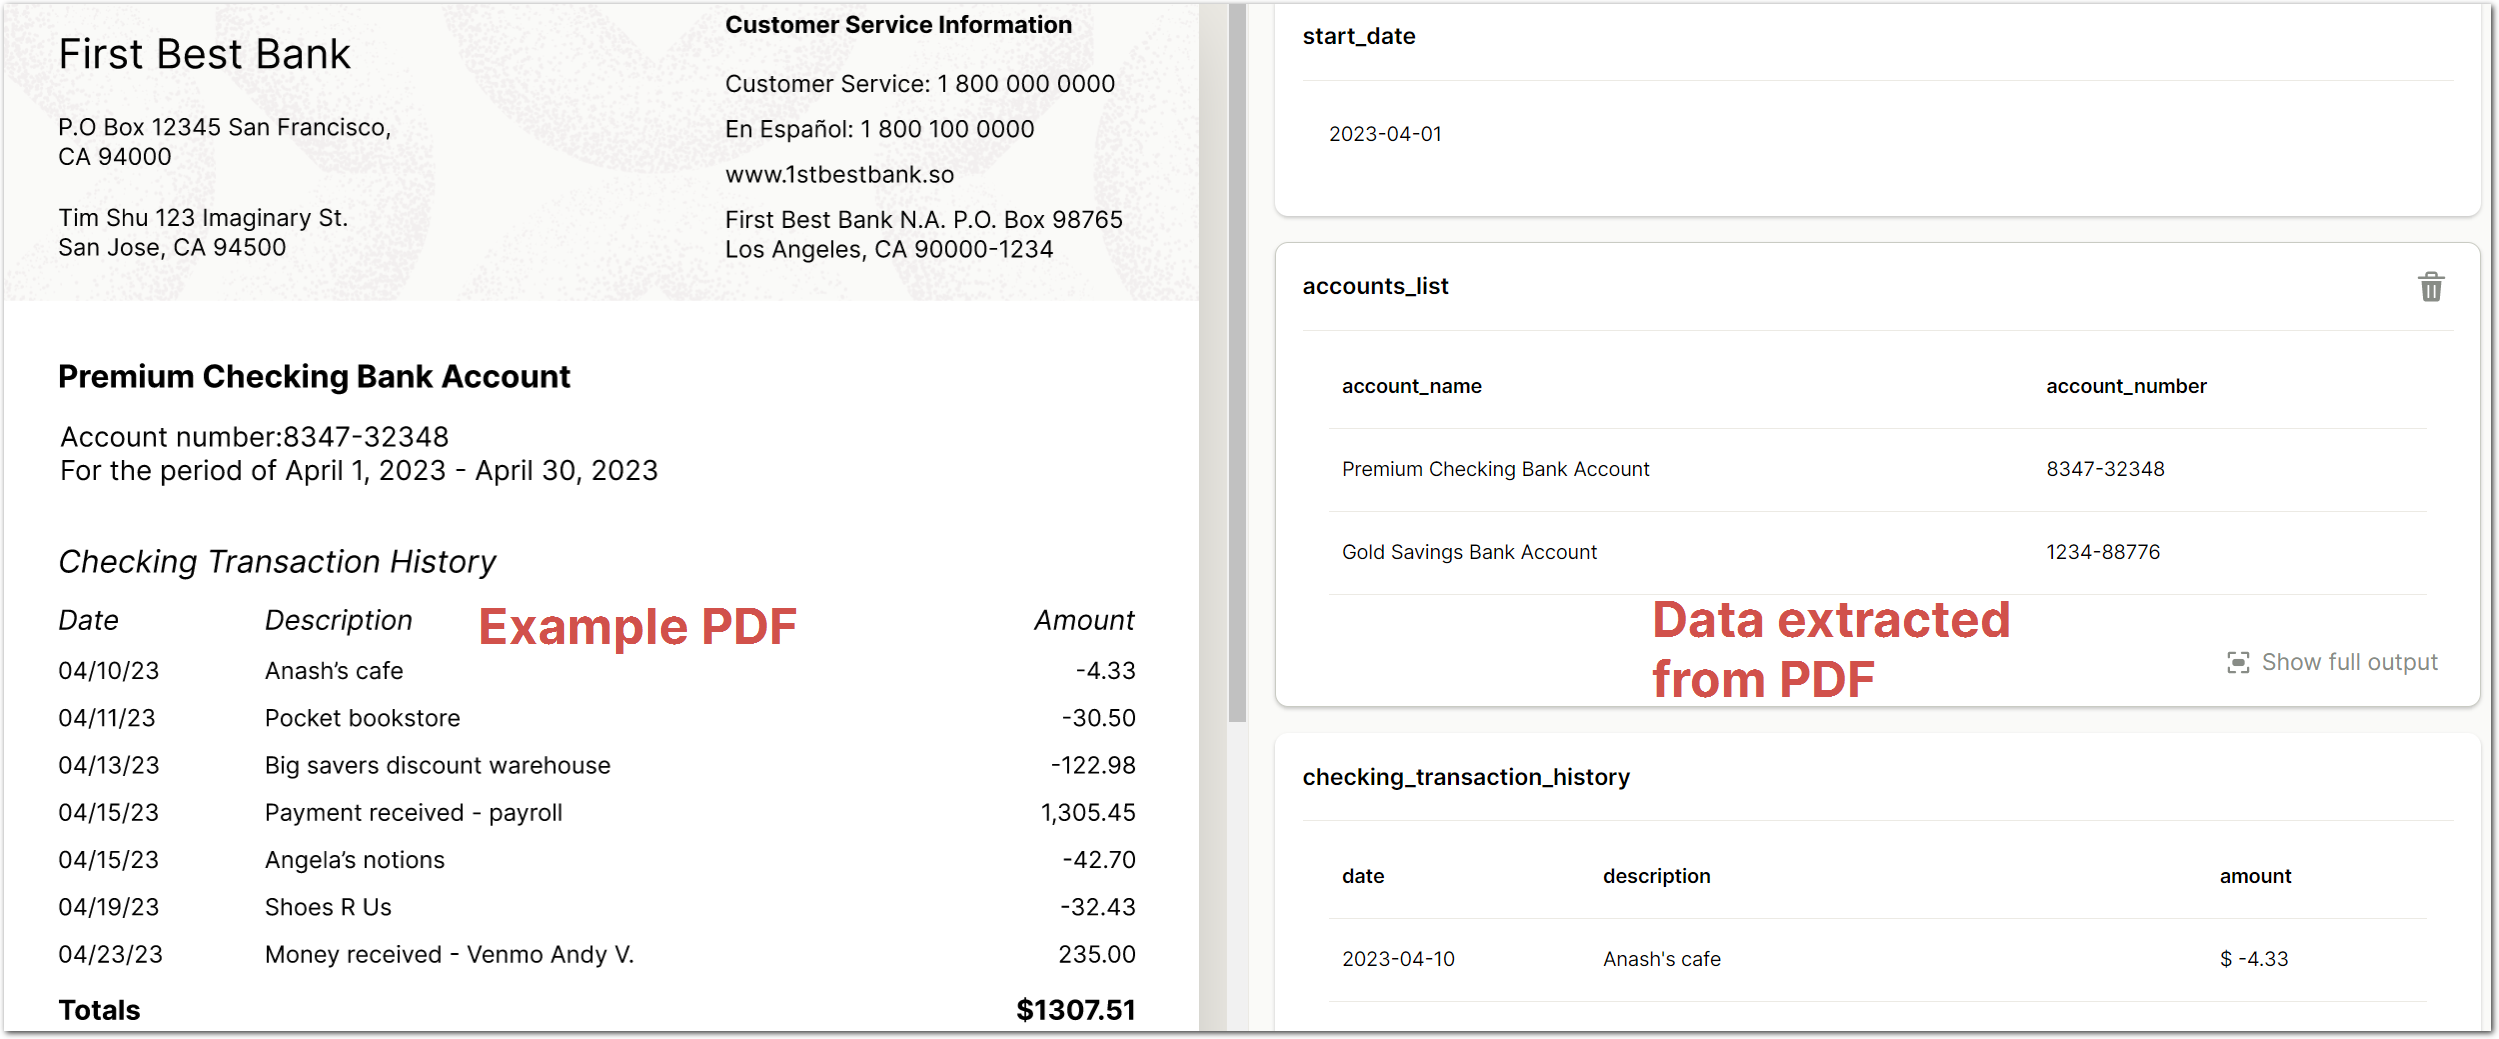 First Best Bank
P.O Box 12345 San Francisco,
CA 94000
Tim Shu 123 Imaginary St.
San Jose, CA 94500
Customer Service Information
Customer Service: 1 800 000 0000
En Español: 1 800 100 0000
www.1stbestbank.so
First Best Bank N.A. P.O. Box 98765
Los Angeles, CA 90000-1234
Premium Checking Bank Account
Account number:8347-32348
For the period of April 1, 2023 - April 30, 2023
Checking Transaction History
Date Description Amount
Example PDF
04/10/23 Anash’s cafe -4.33
04/11/23 Pocket bookstore -30.50
04/13/23 Big savers discount warehouse -122.98
04/15/23 Payment received - payroll 1,305.45
04/15/23 Angela’s notions -42.70
04/19/23 Shoes R Us -32.43
04/23/23 Money received - Venmo Andy V. 235.00
Totals $1307.51
start_date
2023-04-01
accounts_list
account_name account_number
Premium Checking Bank Account 8347-32348
Gold Savings Bank Account 1234-88776
Data extracted
from PDF
Show full output
checking_transaction_history
date description amount
2023-04-10 Anash's cafe $ -4.33